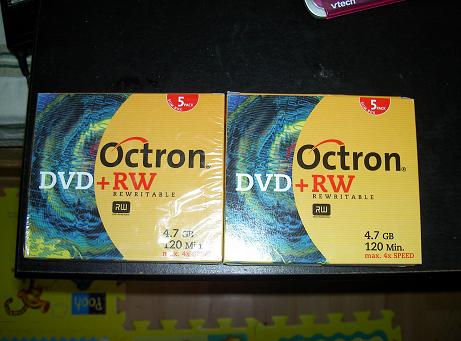 vtech
5 PACK
Octron
DVD+RW
REWRITABLE
RW
4.7 GB
120 Min.
max. 4x SPEED
5 PACK
Octron®
DVD+RW
REWRITABLE
RW
4.7 GB
120 Min.
max. 4x SPEED
Pooh